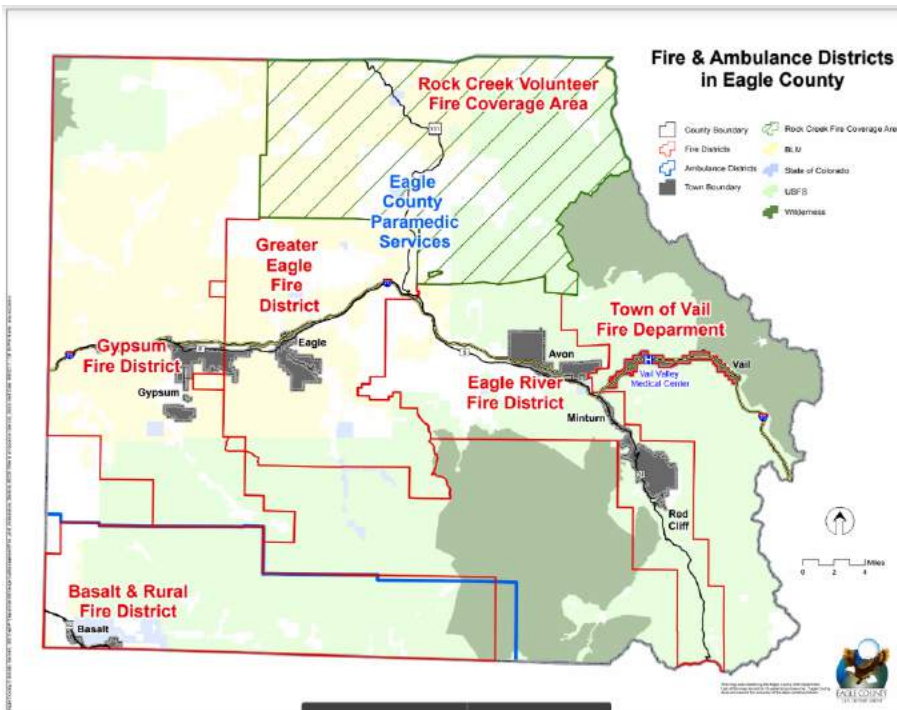 Fire & Ambulance Districts
in Eagle County
County Boundary
Fire Districts
Ambulance Districts
Town Boundary
Rock Creek Fire Coverage Area
BLM
State of Colorado
USFS
Wilderness
Rock Creek Volunteer
Fire Coverage Area
Eagle
County
Paramedic
Services
Greater
Eagle
Fire
District
Town of Vail
Fire Deparment
Gypsum
Fire District
Eagle
Gypsum
Avon
H
Vail Valley
Medical Center
Vail
Eagle River
Fire District
Minturn
Red
Cliff
Basalt & Rural
Fire District
Basalt
Miles
0 2 4
EAGLE COUNTY